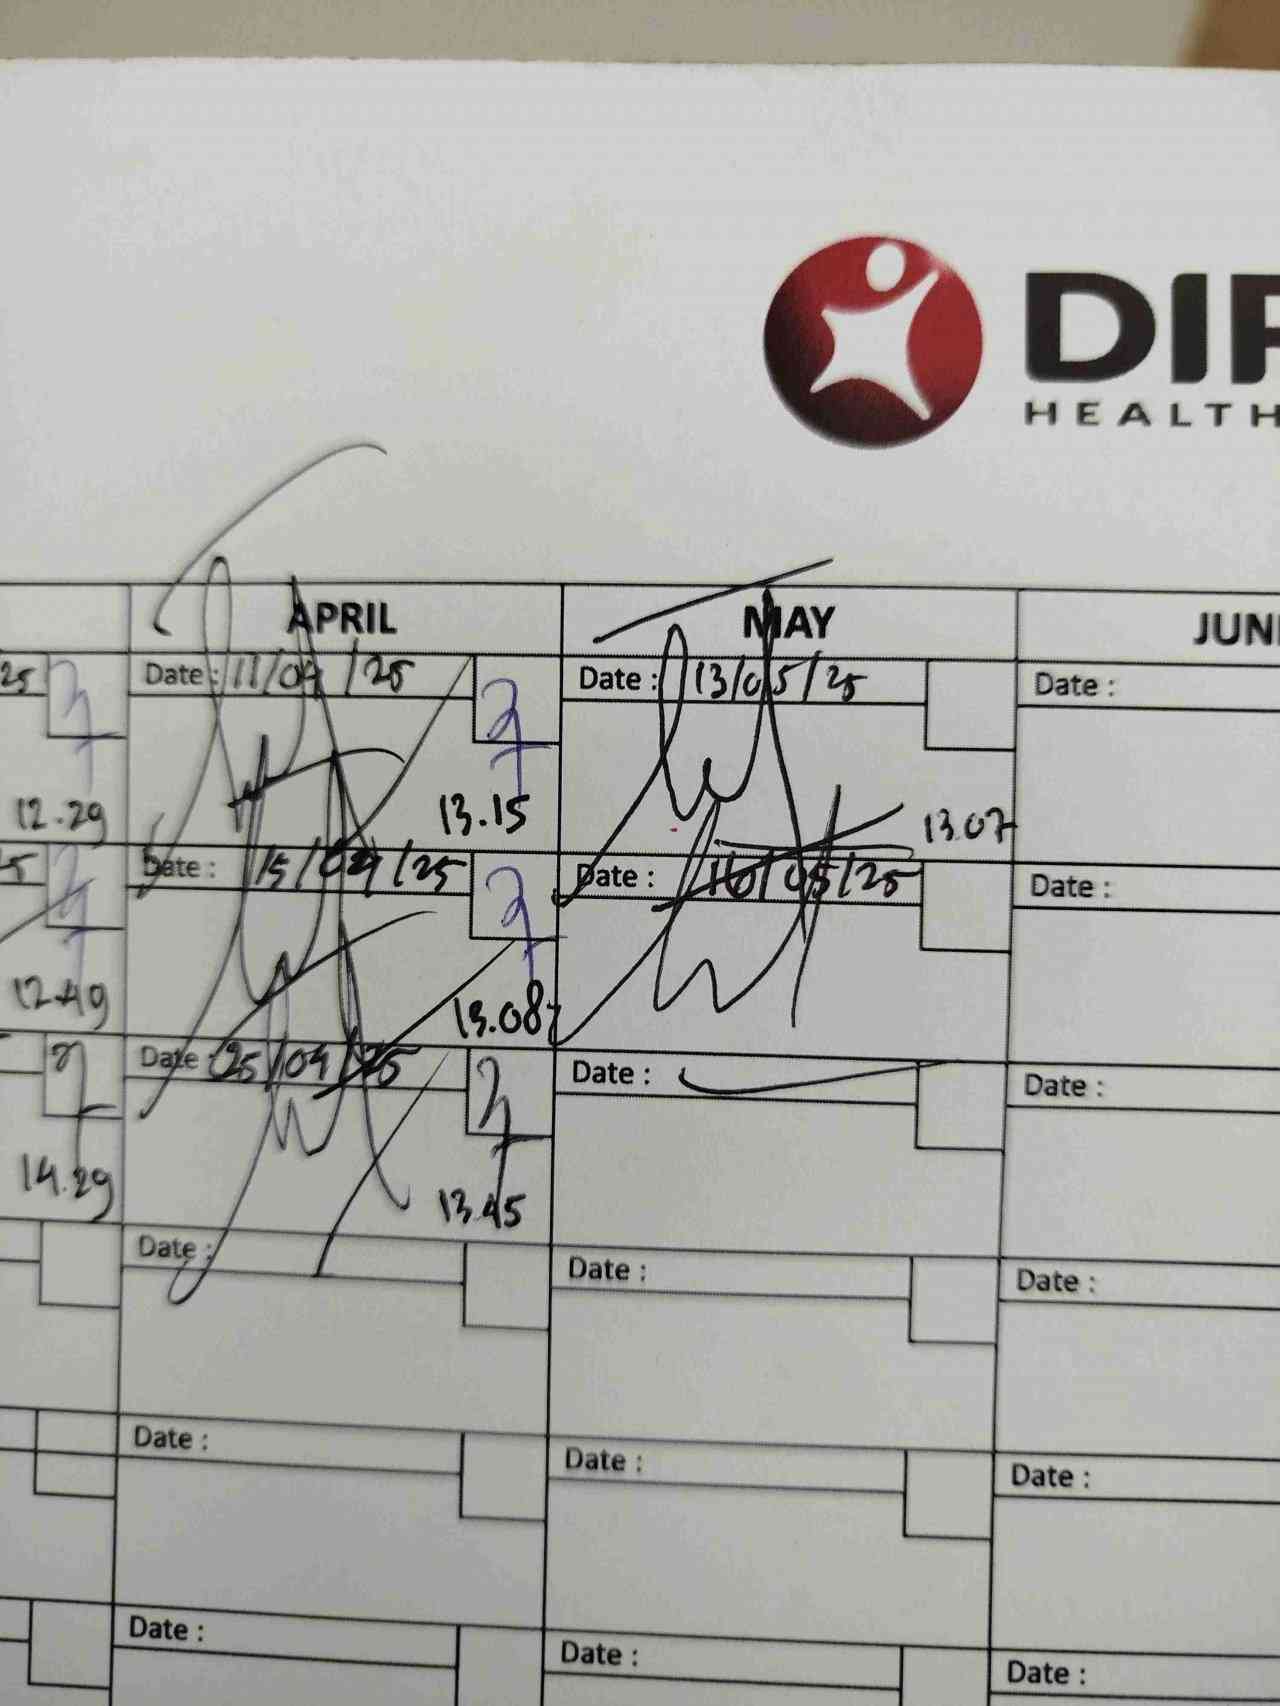 DIP
HEALTH
APRIL MAY JUN
25 Date : 11/04/25 Date : 13/05/25 Date :
12.29 13.15 13.07
5 Date : 15/04/25 Date : 16/05/25 Date :
12.49 13.08
Date : 25/04/25 Date : Date :
14.29 13.45
Date : Date : Date :
Date : Date : Date :
Date : Date : Date :